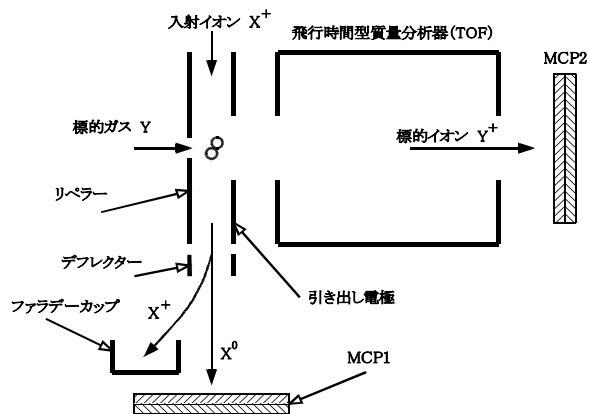 入射イオン X+
飛行時間型質量分析器(TOF)
MCP2
標的ガス Y
標的イオン Y+
リペラー
デフレクター
引き出し電極
ファラデーカップ
X+
X0
MCP1